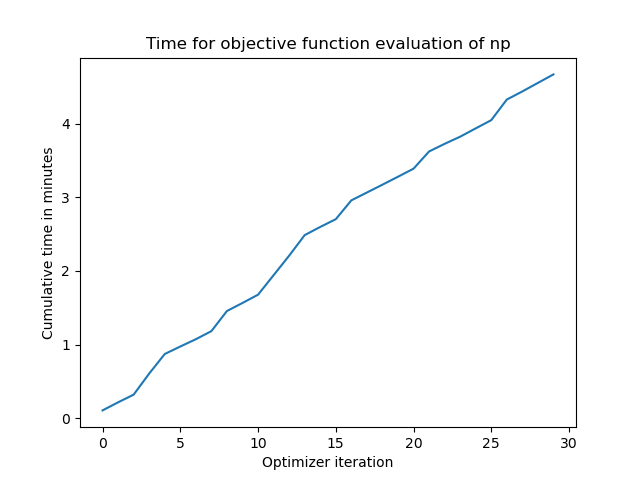 Time for objective function evaluation of np
Cumulative time in minutes
4
3
2
1
0
0 5 10 15 20 25 30
Optimizer iteration